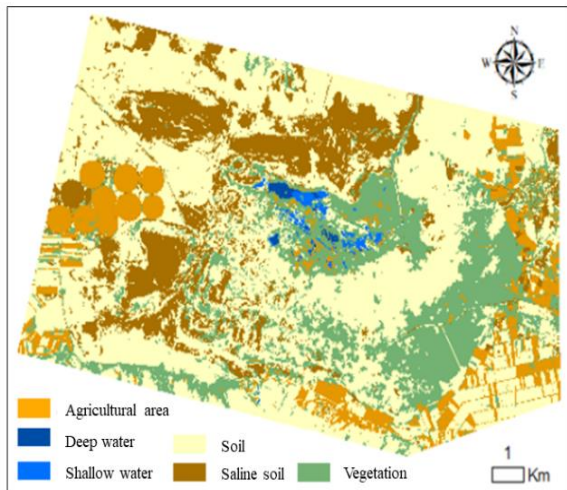 N
W E
S
Agricultural area
Deep water
Soil
1
Shallow water
Saline soil
Vegetation
Km